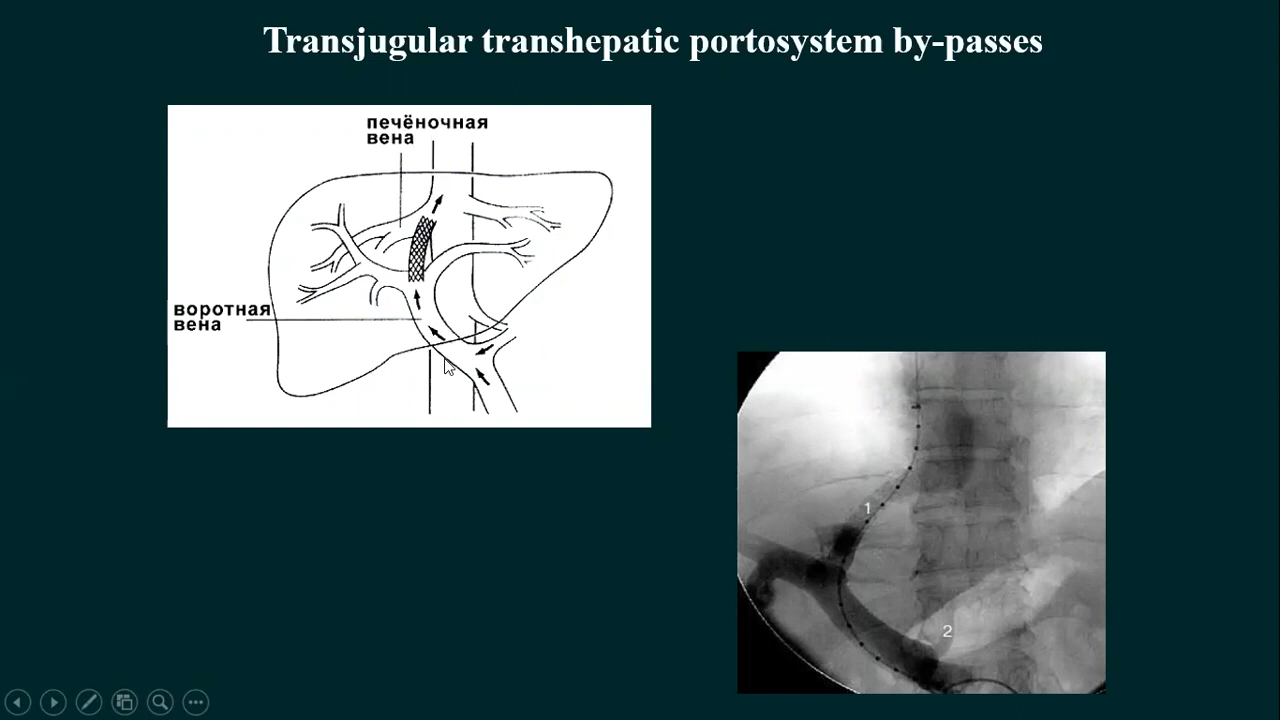 Transjugular transhepatic portosystem by-passes
печёночная
вена
воротная
вена
1
2